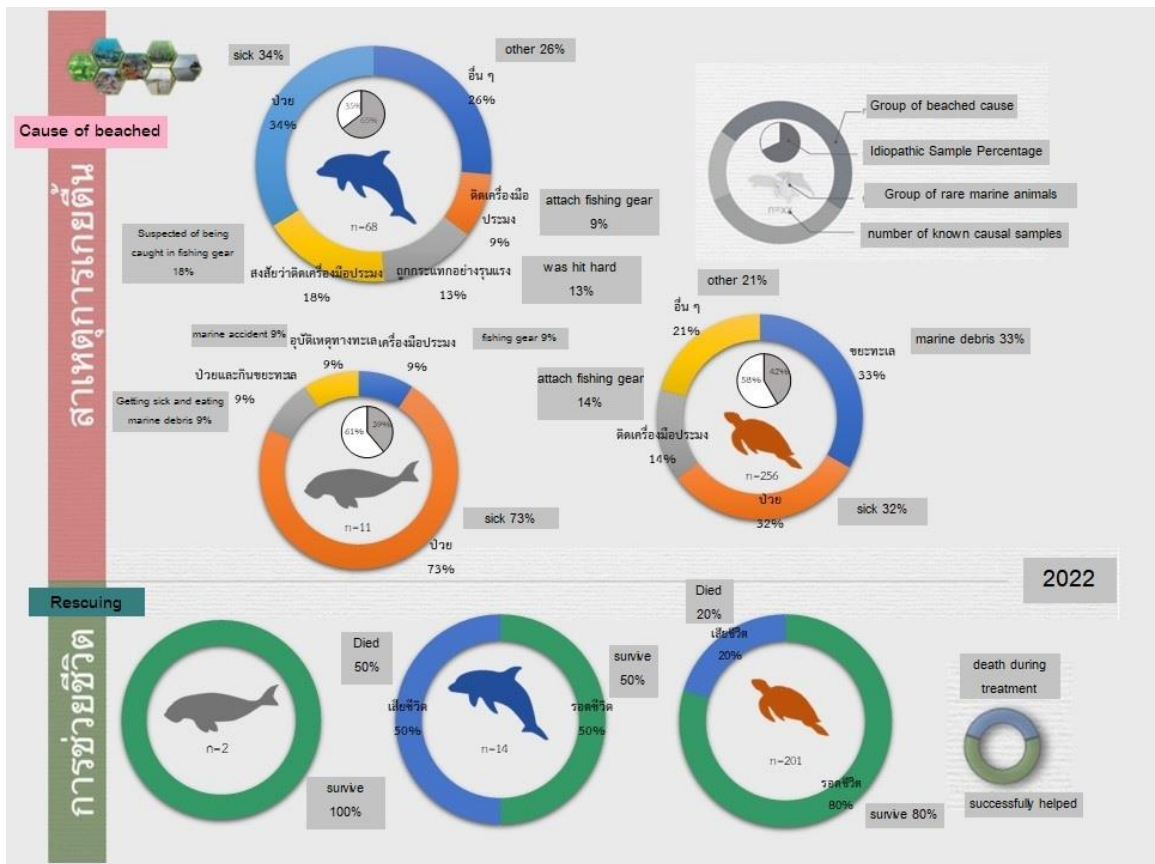 สาเหตุการเกยตื้น
การช่วยชีวิต
Cause of beached
sick 34%
other 26%
ป่วย
34%
อื่น ๆ
26%
35%
65%
n=68
ติดเครื่องมือ
ประมง
9%
attach fishing gear
9%
Suspected of being
caught in fishing gear
18%
สงสัยว่าติดเครื่องมือประมง
18%
ถูกกระแทกอย่างรุนแรง
13%
was hit hard
13%
Group of beached cause
Idiopathic Sample Percentage
Group of rare marine animals
number of known causal samples
marine accident 9%
อุบัติเหตุทางทะเล
9%
เครื่องมือประมง
9%
fishing gear 9%
ป่วยและกินขยะทะเล
9%
Getting sick and eating
marine debris 9%
61%
39%
n=11
sick 73%
ป่วย
73%
other 21%
อื่น ๆ
21%
ขยะทะเล
33%
marine debris 33%
attach fishing gear
14%
ติดเครื่องมือประมง
14%
58%
42%
n=256
ป่วย
32%
sick 32%
2022
Rescuing
n=2
survive
100%
Died
50%
เสียชีวิต
50%
n=14
survive
50%
รอดชีวิต
50%
Died
20%
เสียชีวิต
20%
n=201
รอดชีวิต
80%
survive 80%
death during
treatment
successfully helped